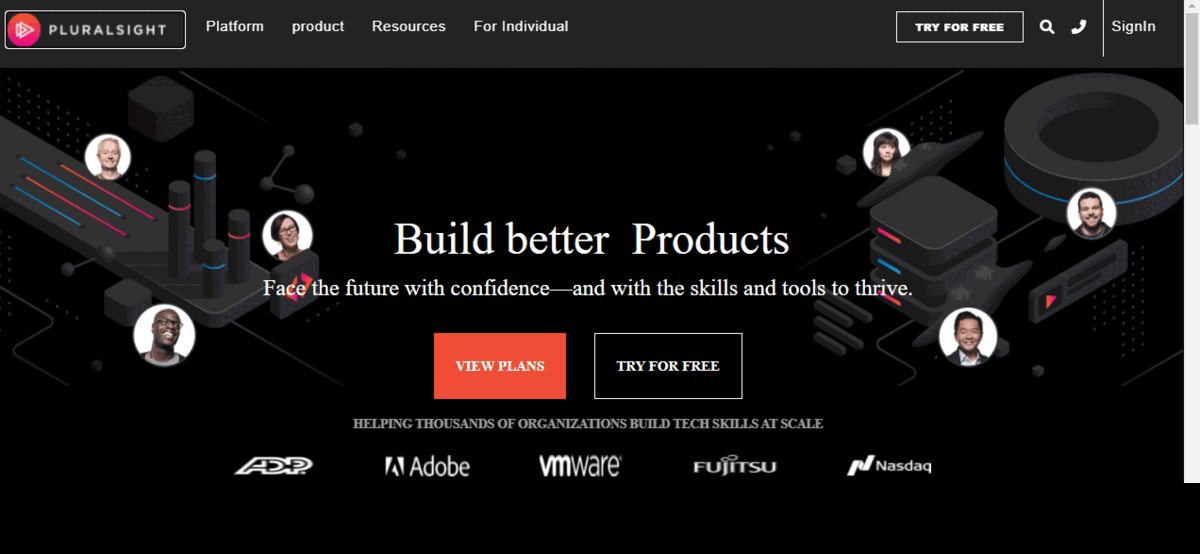 PLURALSIGHT Platform product Resources For Individual TRY FOR FREE SignIn
Build better Products
Face the future with confidence—and with the skills and tools to thrive.
VIEW PLANS TRY FOR FREE
HELPING THOUSANDS OF ORGANIZATIONS BUILD TECH SKILLS AT SCALE
ADP Adobe vmware® FUJITSU Nasdaq